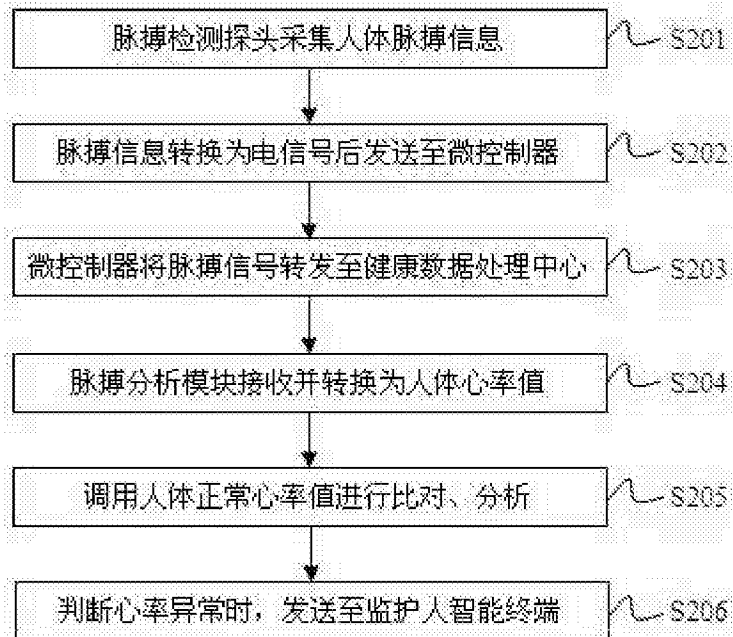 脉搏检测探头采集人体脉搏信息 S201
脉搏信息转换为电信号后发送至微控制器 S202
微控制器将脉搏信号转发至健康数据处理中心 S203
脉搏分析模块接收并转换为人体心率值 S204
调用人体正常心率值进行比对、分析 S205
判断心率异常时，发送至监护人智能终端 S206